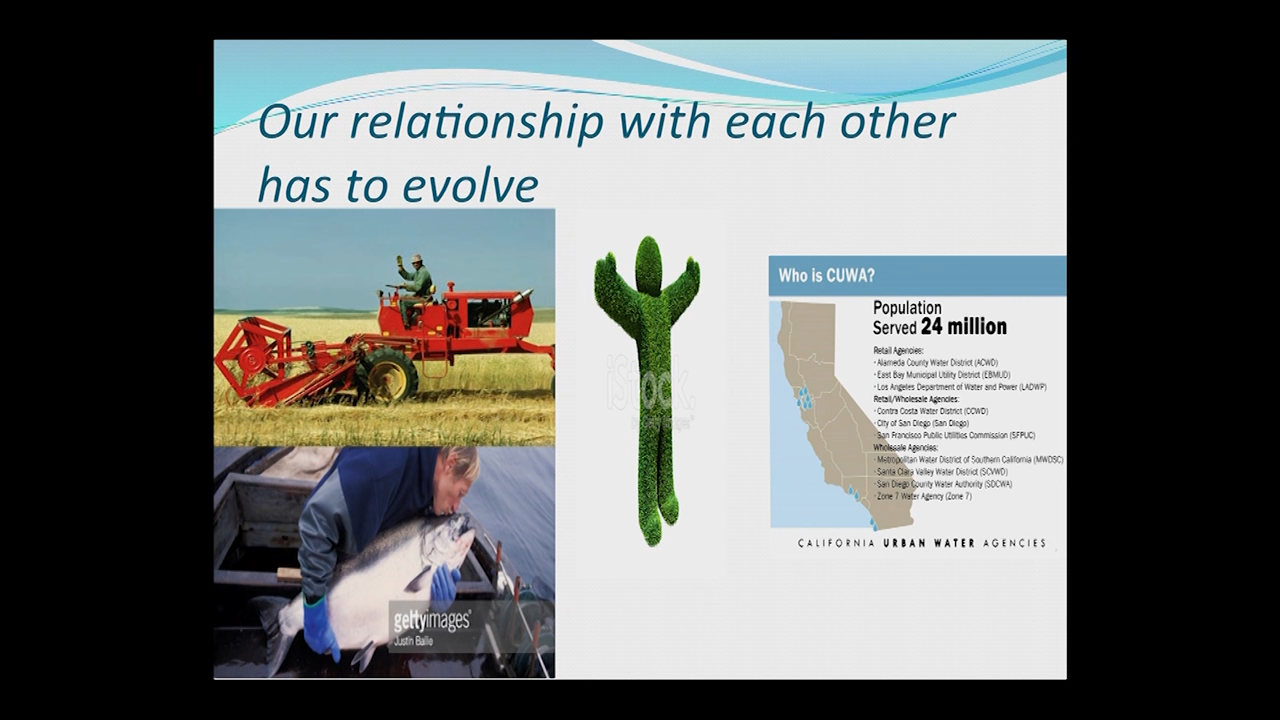 Our relationship with each other
has to evolve
iStock
gettyimages®
Justin Bailie
Who is CUWA?
Population
Served 24 million
Retail Agencies:
· Alameda County Water District (ACWD)
· East Bay Municipal Utility District (EBMUD)
· Los Angeles Department of Water and Power (LADWP)
Retail/Wholesale Agencies:
· Contra Costa Water District (CCWD)
· City of San Diego (San Diego)
· San Francisco Public Utilities Commission (SFPUC)
Wholesale Agencies:
· Metropolitan Water District of Southern California (MWDSC)
· Santa Clara Valley Water District (SCVWD)
· San Diego County Water Authority (SDCWA)
· Zone 7 Water Agency (Zone 7)
CALIFORNIA URBAN WATER AGENCIES